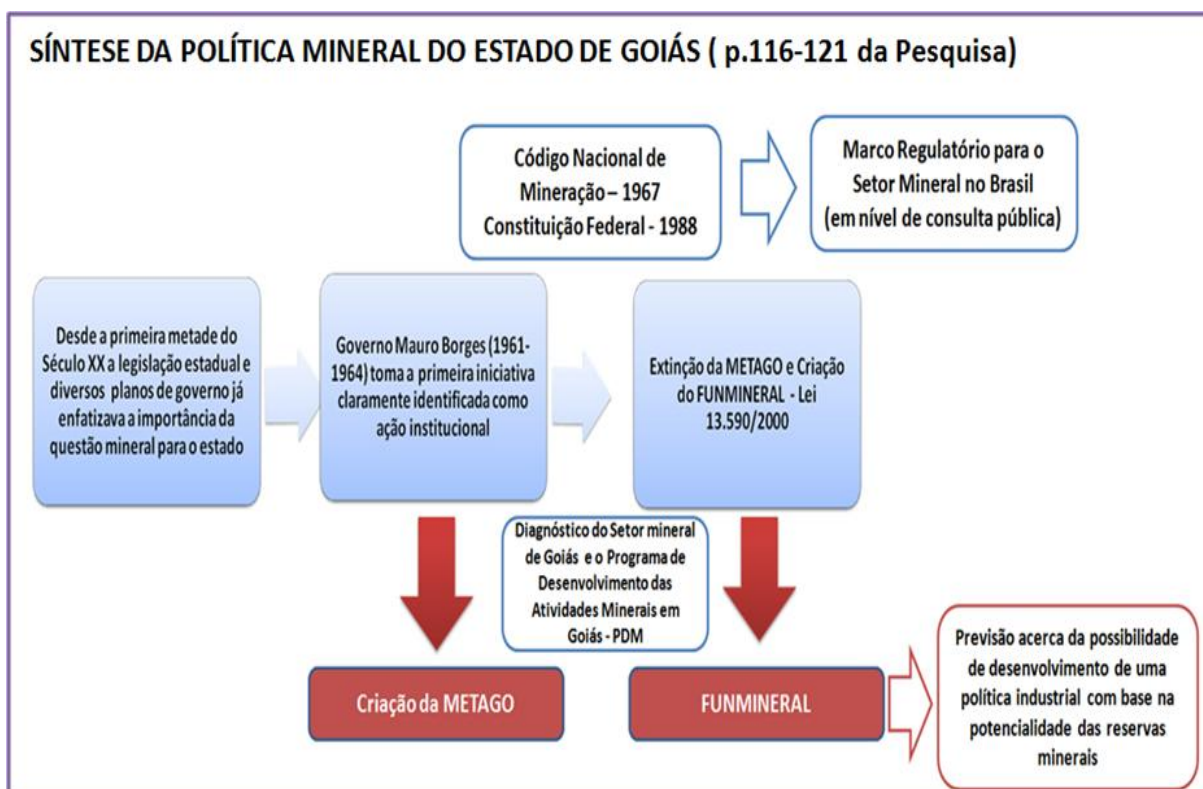 SÍNTESE DA POLÍTICA MINERAL DO ESTADO DE GOIÁS ( p.116-121 da Pesquisa)
Código Nacional de
Mineração – 1967
Constituição Federal - 1988
Marco Regulatório para o
Setor Mineral no Brasil
(em nível de consulta pública)
Desde a primeira metade do
Século XX a legislação estadual e
diversos planos de governo já
enfatizava a importância da
questão mineral para o estado
Governo Mauro Borges (1961-
1964) toma a primeira iniciativa
claramente identificada como
ação institucional
Extinção da METAGO e Criação
do FUNMINERAL - Lei
13.590/2000
Diagnóstico do Setor mineral
de Goiás e o Programa de
Desenvolvimento das
Atividades Minerais em
Goiás - PDM
Criação da METAGO
FUNMINERAL
Previsão acerca da possibilidade
de desenvolvimento de uma
política industrial com base na
potencialidade das reservas
minerais